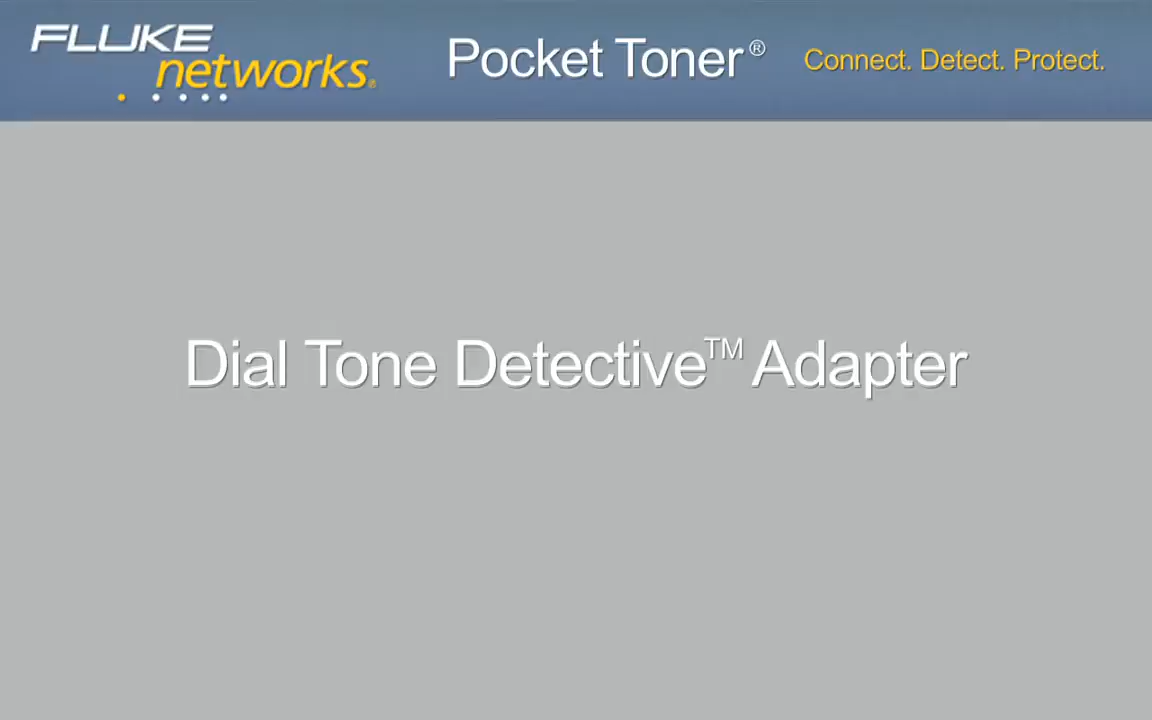 FLUKE
networks®
Pocket Toner®
Connect. Detect. Protect.
Dial Tone Detective™ Adapter